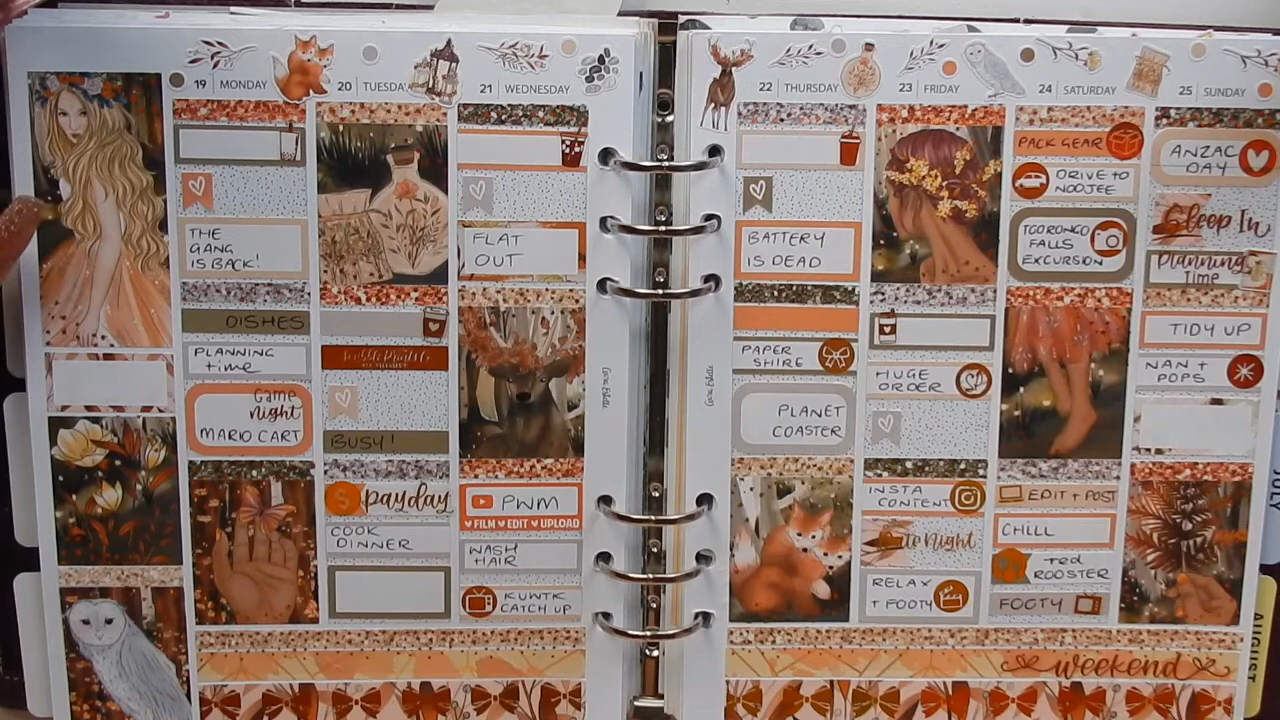 19 MONDAY
THE
GANG
IS BACK!
DISHES
PLANNING
time
Game
night
MARIO CART
20 TUESDAY
BUSY!
$ payday
COOK
DINNER
21 WEDNESDAY
FLAT
OUT
PWM
FILM ♥ EDIT ♥ UPLOAD
WASH
HAIR
KUWTK
CATCH UP
22 THURSDAY
BATTERY
IS DEAD
PAPER
SHIRE
PLANET
COASTER
23 FRIDAY
HUGE
ORDER
INSTA
CONTENT
Date Night
RELAX
+ FOOTY
24 SATURDAY
PACK GEAR
DRIVE to
NOOJEE
TOORONGO
FALLS
EXCURSION
EDIT + POST
CHILL
red
ROOSTER
FOOTY
25 SUNDAY
ANZAC
DAY
Sleep In
Planning
Time
TIDY UP
NAN +
POPS
weekend
JULY
AUGUST